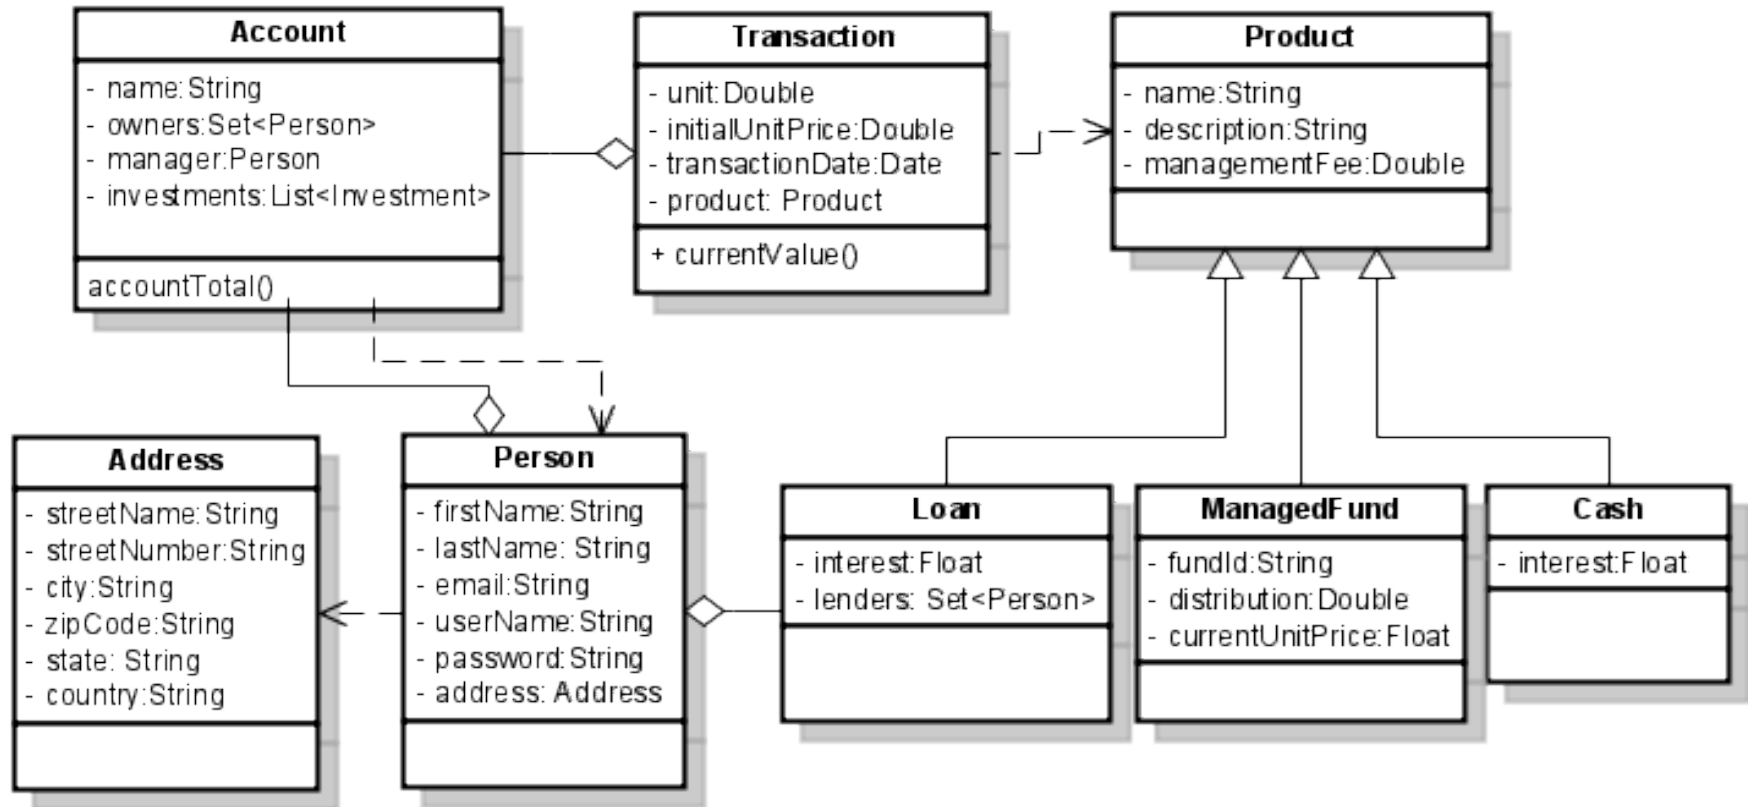 Account
- name:String
- owners:Set<Person>
- manager:Person
- investments:List<Investment>
accountTotal()
Transaction
- unit:Double
- initialUnitPrice:Double
- transactionDate:Date
- product: Product
+ currentValue()
Product
- name:String
- description:String
- managementFee:Double
Address
- streetName:String
- streetNumber:String
- city:String
- zipCode:String
- state: String
- country:String
Person
- firstName:String
- lastName: String
- email:String
- userName:String
- password:String
- address: Address
Loan
- interest:Float
- lenders: Set<Person>
ManagedFund
- fundId:String
- distribution:Double
- currentUnitPrice:Float
Cash
- interest:Float